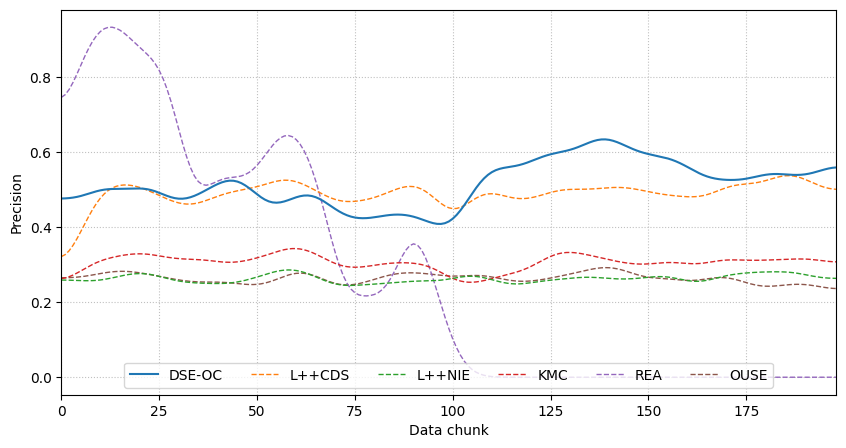 Precision
0.8
0.6
0.4
0.2
0.0
DSE-OC L++CDS L++NIE KMC REA OUSE
0 25 50 75 100 125 150 175
Data chunk